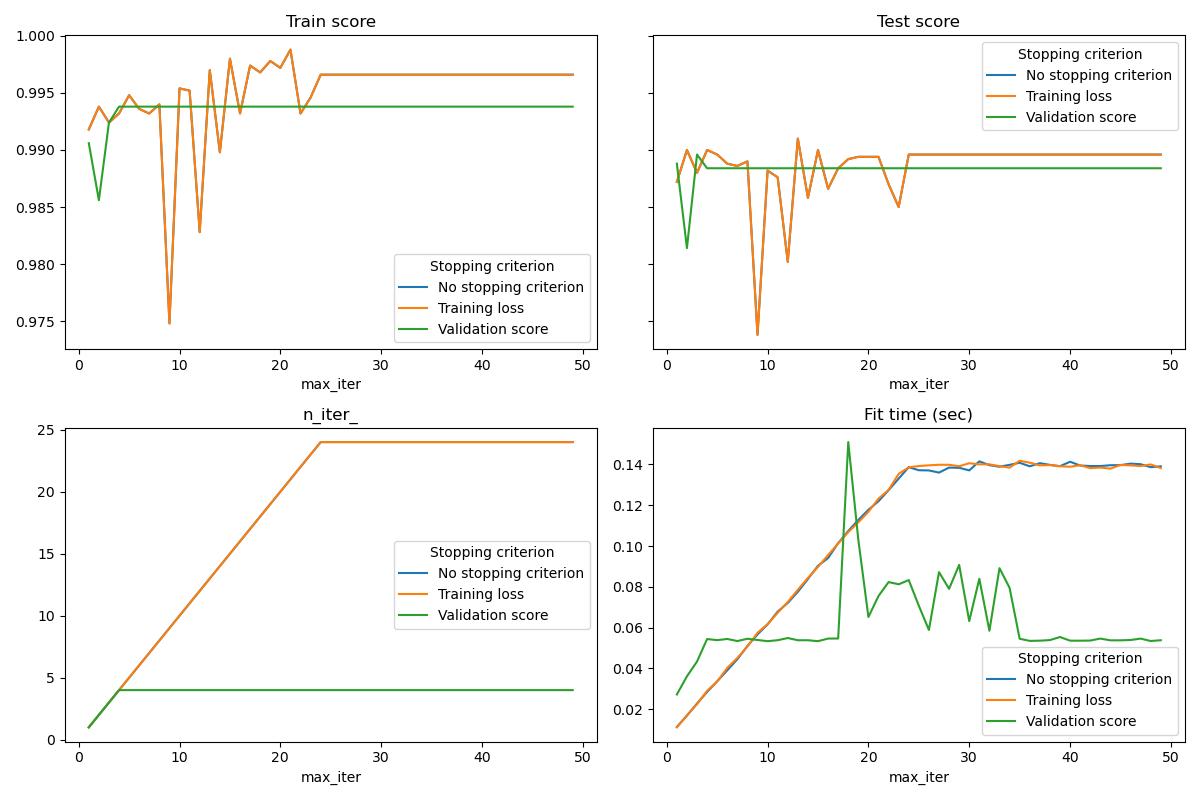 Train score
1.000
0.995
0.990
0.985
0.980
0.975
Stopping criterion
No stopping criterion
Training loss
Validation score
0 10 20 30 40 50
max_iter
Test score
Stopping criterion
No stopping criterion
Training loss
Validation score
0 10 20 30 40 50
max_iter
n_iter_
25
20
15
10
5
0
Stopping criterion
No stopping criterion
Training loss
Validation score
0 10 20 30 40 50
max_iter
Fit time (sec)
0.14
0.12
0.10
0.08
0.06
0.04
0.02
Stopping criterion
No stopping criterion
Training loss
Validation score
0 10 20 30 40 50
max_iter